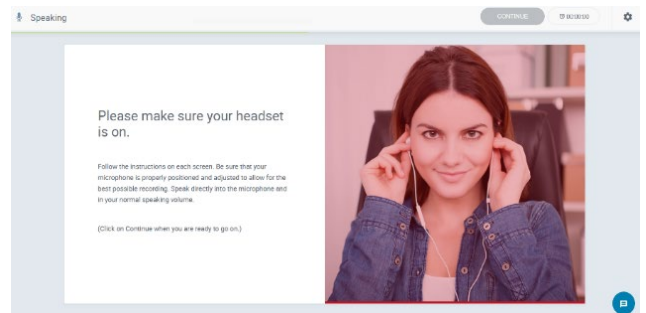 Speaking
CONTINUE
00:00:00
Please make sure your headset
is on.
Follow the instructions on each screen. Be sure that your
microphone is properly positioned and adjusted to allow for the
best possible recording. Speak directly into the microphone and
in your normal speaking volume.
(Click on Continue when you are ready to go on.)